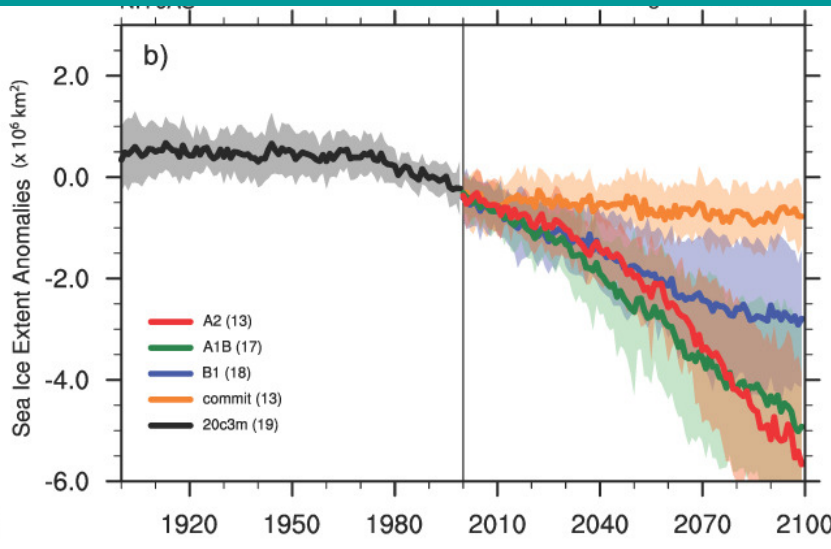 b)
Sea Ice Extent Anomalies (x 10⁶ km²)
2.0
0.0
-2.0
-4.0
-6.0
A2 (13)
A1B (17)
B1 (18)
commit (13)
20c3m (19)
1920 1950 1980 2010 2040 2070 2100